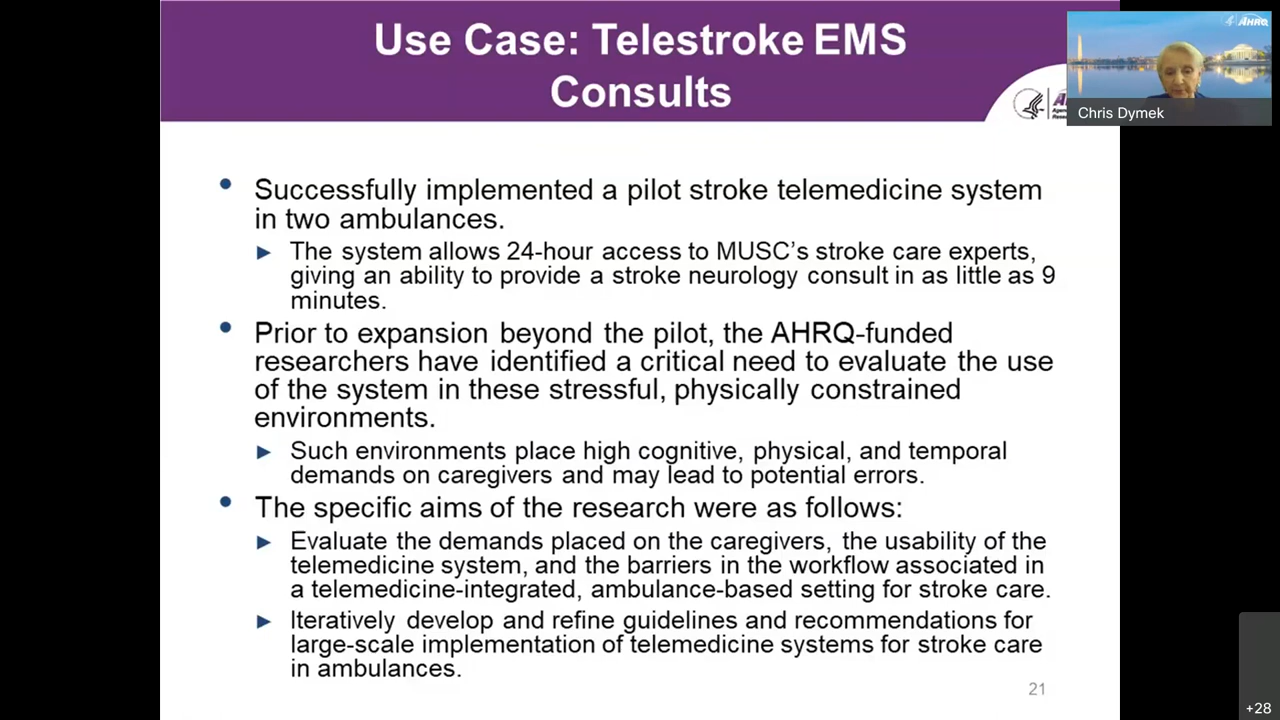 Use Case: Telestroke EMS
Consults
AHRQ
Chris Dymek
• Successfully implemented a pilot stroke telemedicine system
in two ambulances.
► The system allows 24-hour access to MUSC’s stroke care experts,
giving an ability to provide a stroke neurology consult in as little as 9
minutes.
• Prior to expansion beyond the pilot, the AHRQ-funded
researchers have identified a critical need to evaluate the use
of the system in these stressful, physically constrained
environments.
► Such environments place high cognitive, physical, and temporal
demands on caregivers and may lead to potential errors.
• The specific aims of the research were as follows:
► Evaluate the demands placed on the caregivers, the usability of the
telemedicine system, and the barriers in the workflow associated in
a telemedicine-integrated, ambulance-based setting for stroke care.
► Iteratively develop and refine guidelines and recommendations for
large-scale implementation of telemedicine systems for stroke care
in ambulances.
21
+28